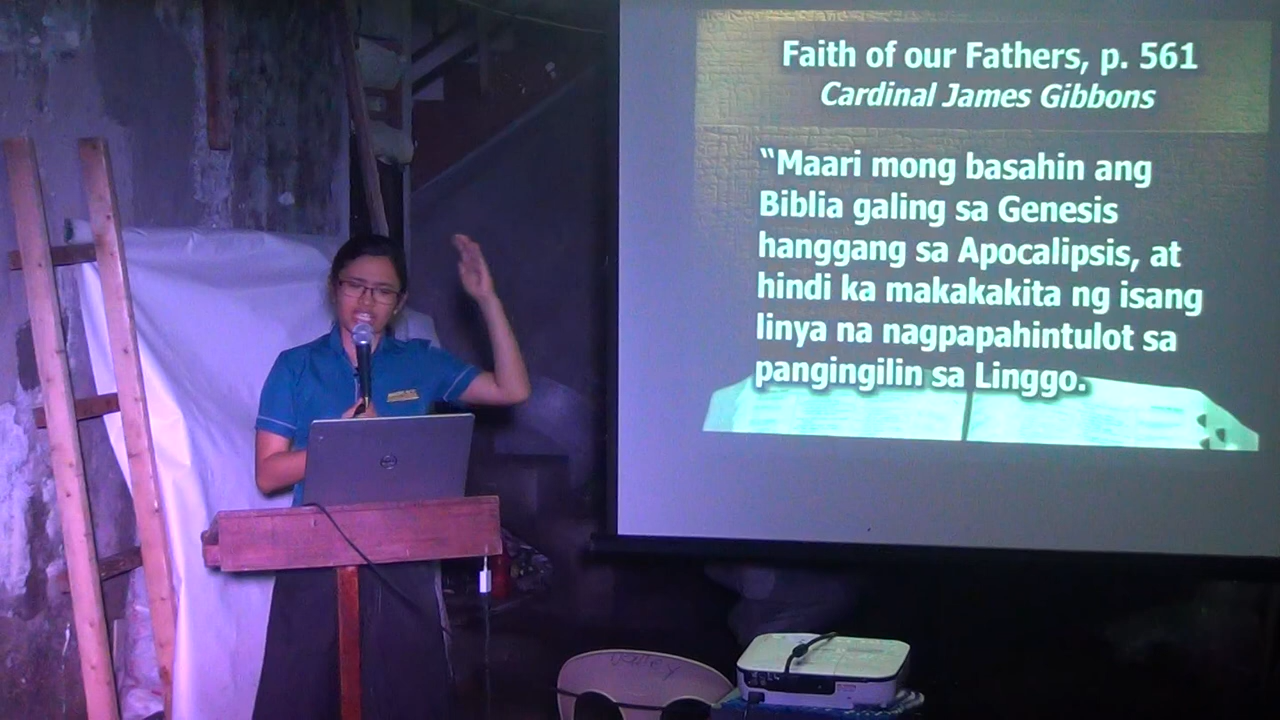 Faith of our Fathers, p. 561
Cardinal James Gibbons
“Maari mong basahin ang
Biblia galing sa Genesis
hanggang sa Apocalipsis, at
hindi ka makakakita ng isang
linya na nagpapahintulot sa
pangingilin sa Linggo.
DELL